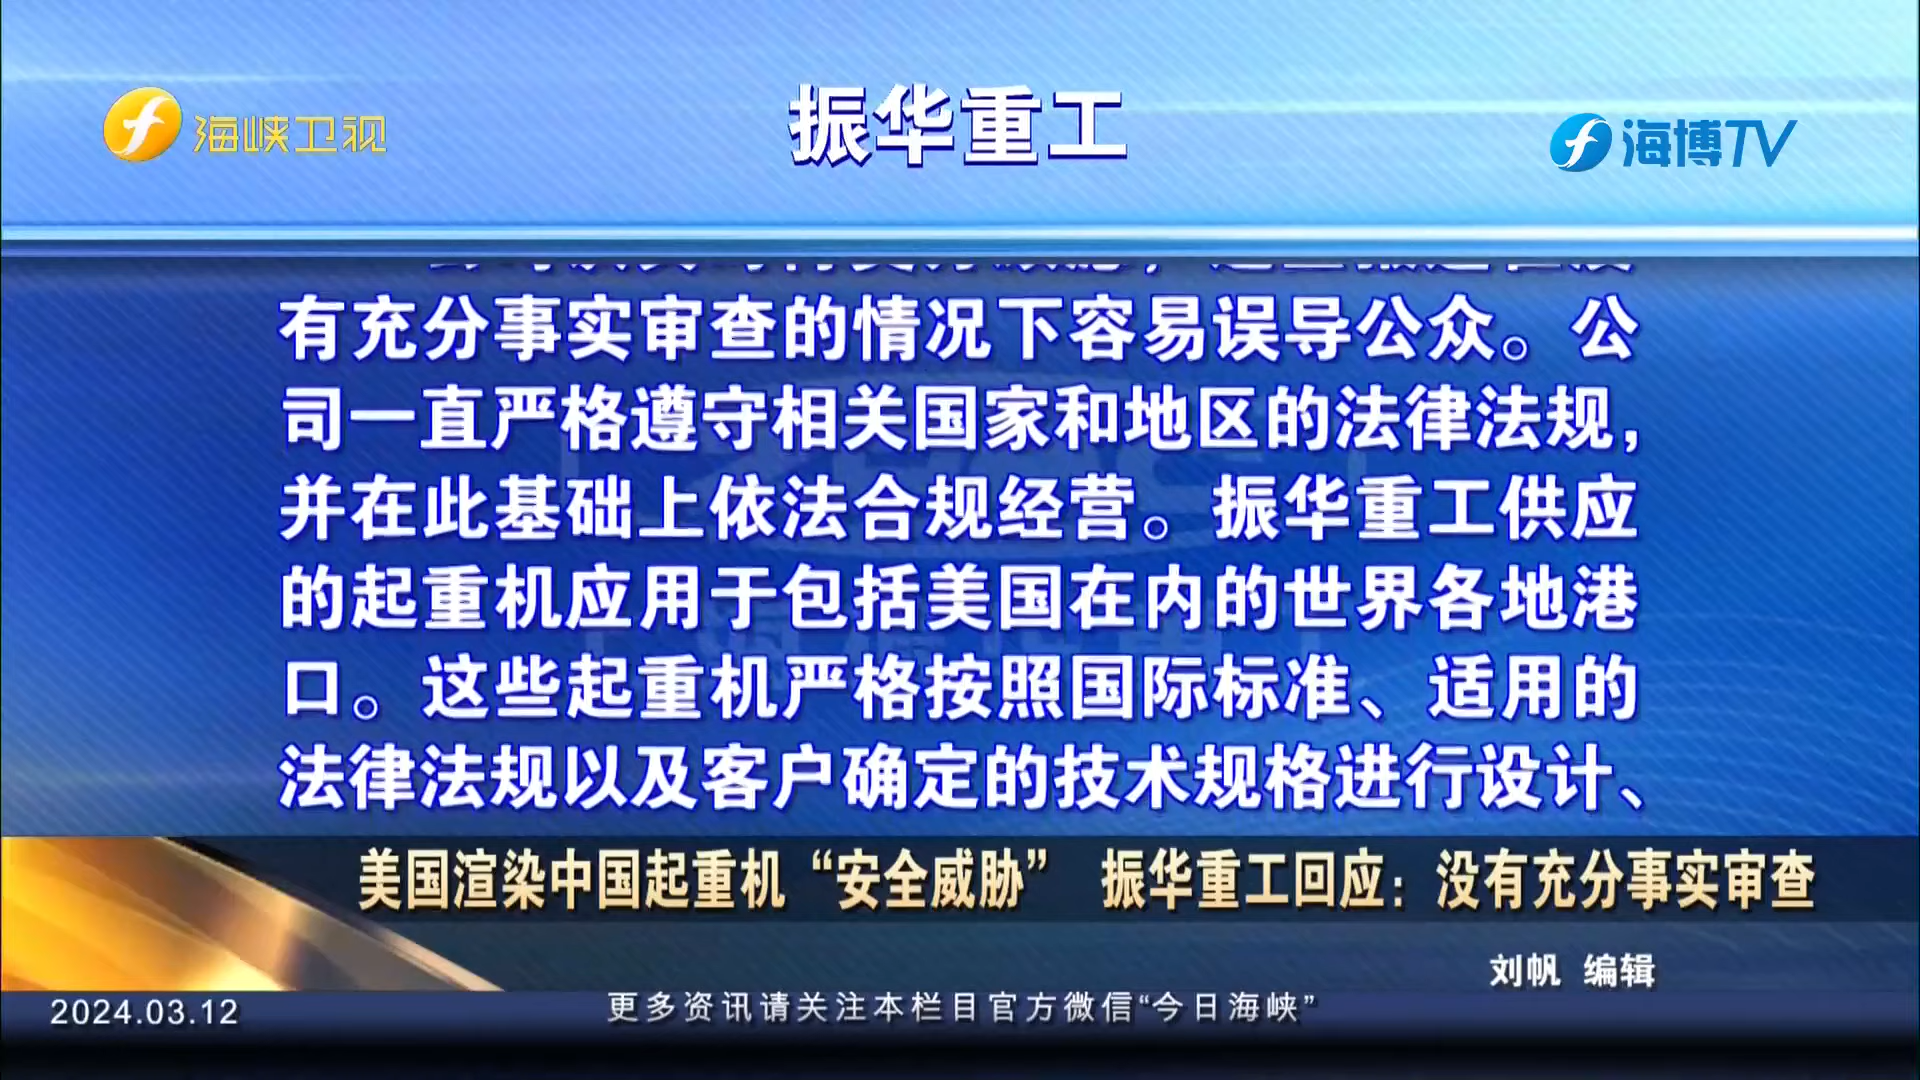 海峡卫视
振华重工
海博TV
有充分事实审查的情况下容易误导公众。公
司一直严格遵守相关国家和地区的法律法规，
并在此基础上依法合规经营。振华重工供应
的起重机应用于包括美国在内的世界各地港
口。这些起重机严格按照国际标准、适用的
法律法规以及客户确定的技术规格进行设计、
美国渲染中国起重机“安全威胁” 振华重工回应：没有充分事实审查
刘帆 编辑
2024.03.12
更多资讯请关注本栏目官方微信“今日海峡”